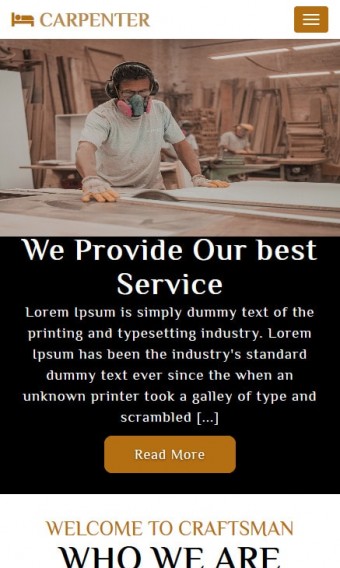 CARPENTER
We Provide Our best
Service
Lorem Ipsum is simply dummy text of the
printing and typesetting industry. Lorem
Ipsum has been the industry's standard
dummy text ever since the when an
unknown printer took a galley of type and
scrambled [...]
Read More
WELCOME TO CRAFTSMAN
WHO WE ARE